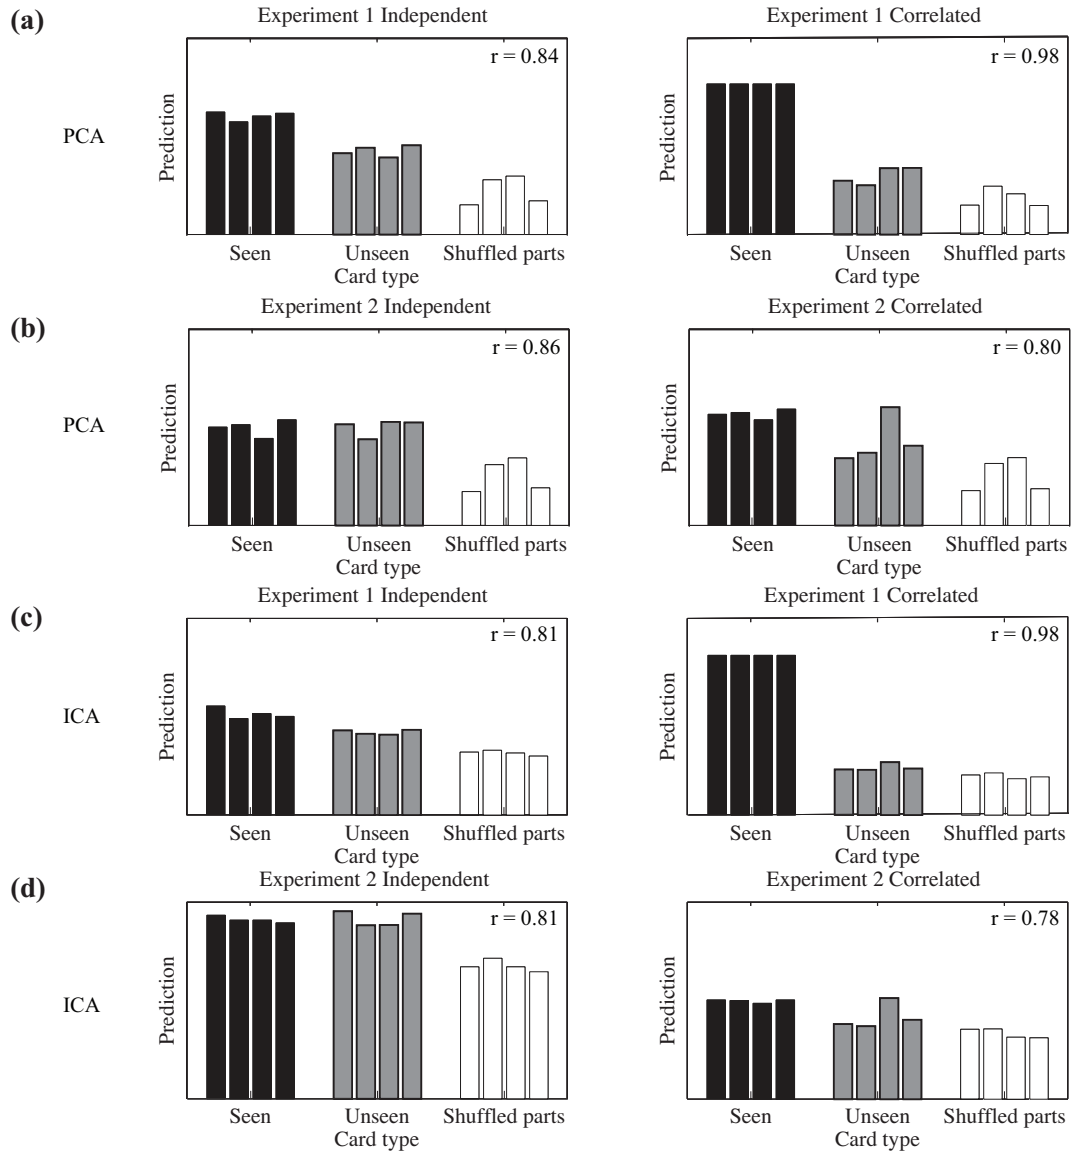 (a)
Experiment 1 Independent
Experiment 1 Correlated
PCA
Prediction
r = 0.84
Prediction
r = 0.98
Seen
Unseen
Shuffled parts
Card type
Seen
Unseen
Shuffled parts
Card type
(b)
Experiment 2 Independent
Experiment 2 Correlated
PCA
Prediction
r = 0.86
Prediction
r = 0.80
Seen
Unseen
Shuffled parts
Card type
Seen
Unseen
Shuffled parts
Card type
(c)
Experiment 1 Independent
Experiment 1 Correlated
ICA
Prediction
r = 0.81
Prediction
r = 0.98
Seen
Unseen
Shuffled parts
Card type
Seen
Unseen
Shuffled parts
Card type
(d)
Experiment 2 Independent
Experiment 2 Correlated
ICA
Prediction
r = 0.81
Prediction
r = 0.78
Seen
Unseen
Shuffled parts
Card type
Seen
Unseen
Shuffled parts
Card type